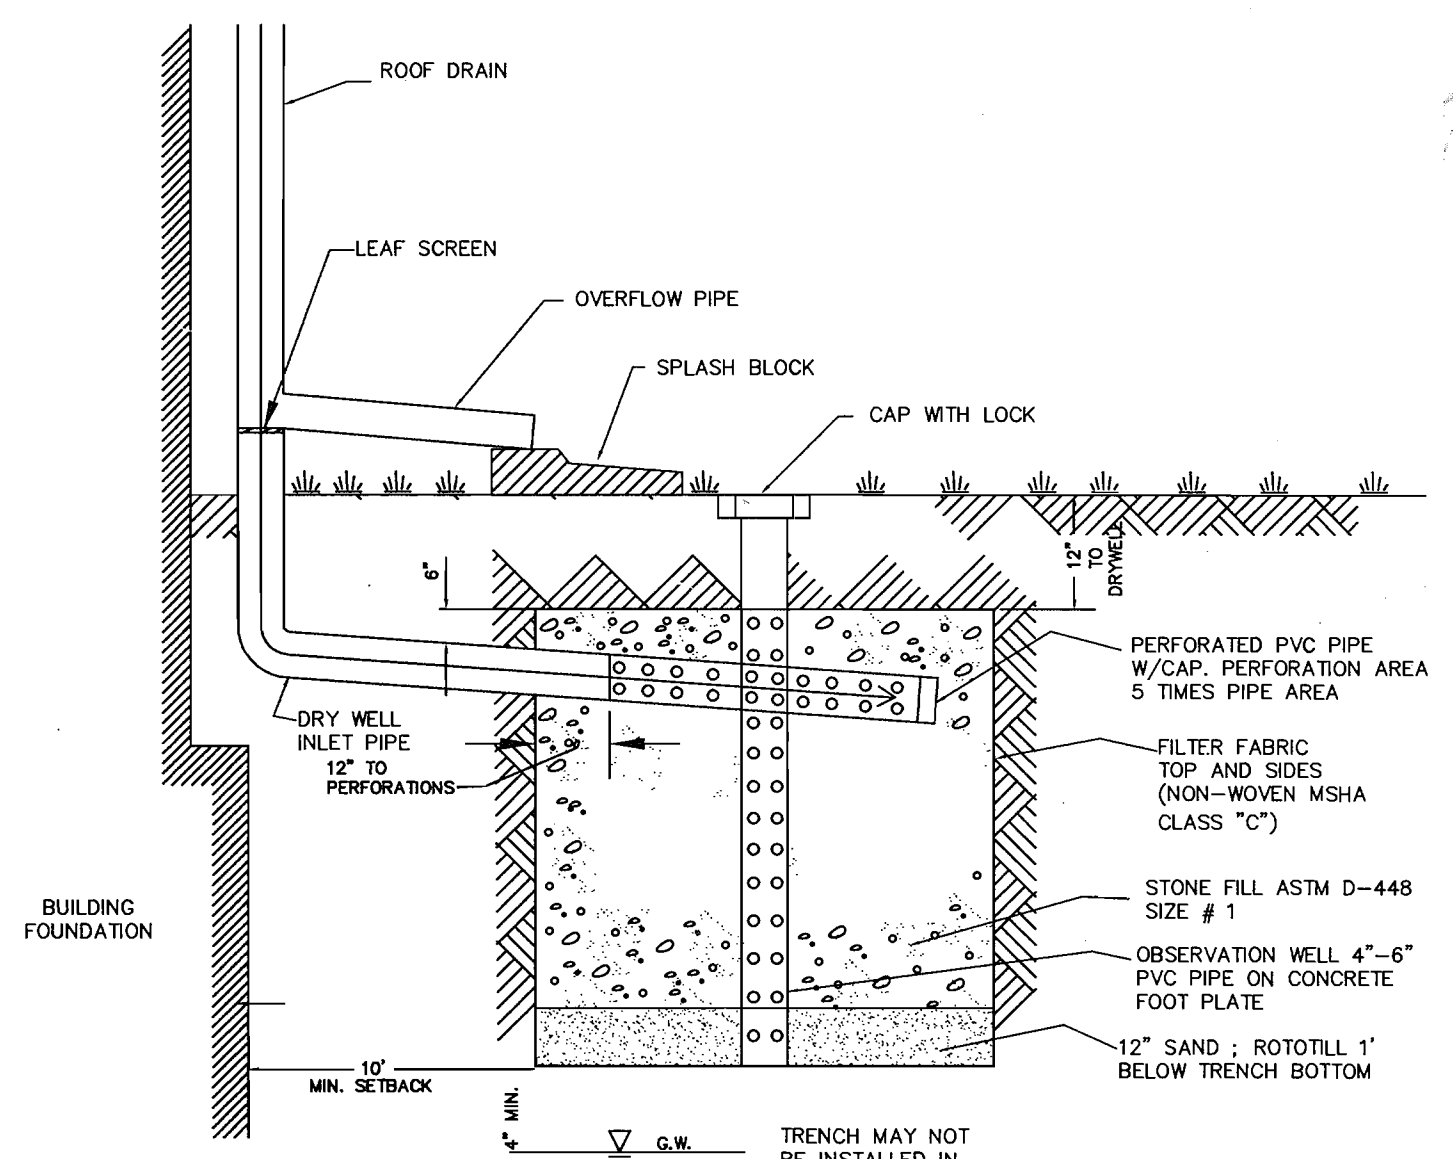 ROOF DRAIN
LEAF SCREEN
OVERFLOW PIPE
SPLASH BLOCK
CAP WITH LOCK
6"
12"
TO
DRYWELL
PERFORATED PVC PIPE
W/CAP. PERFORATION AREA
5 TIMES PIPE AREA
DRY WELL
INLET PIPE
12" TO
PERFORATIONS
FILTER FABRIC
TOP AND SIDES
(NON-WOVEN MSHA
CLASS "C")
STONE FILL ASTM D-448
SIZE # 1
BUILDING
FOUNDATION
OBSERVATION WELL 4"-6"
PVC PIPE ON CONCRETE
FOOT PLATE
12" SAND ; ROTOTILL 1'
BELOW TRENCH BOTTOM
10'
MIN. SETBACK
4" MIN.
G.W.
TRENCH MAY NOT
BE INSTALLED IN